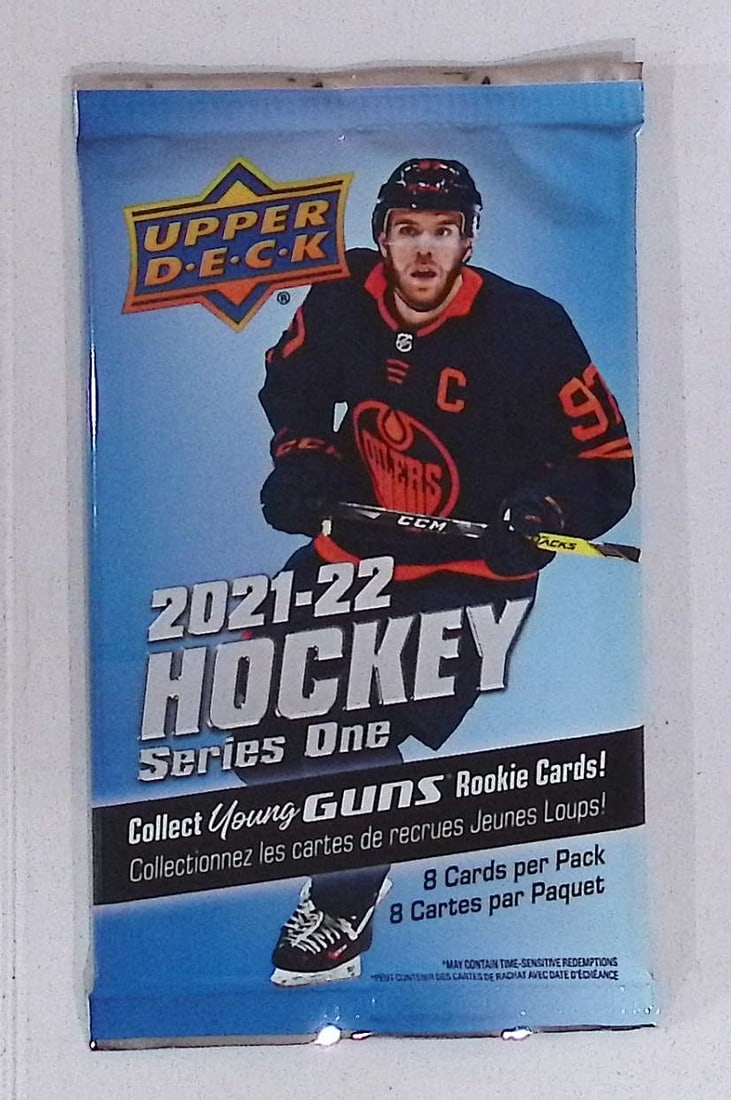 UPPER
D·E·C·K
®
C
97
OILERS
CCM
CCM
TACKS
2021-22
HOCKEY
Series One
Collect Young GUNS Rookie Cards!
Collectionnez les cartes de recrues Jeunes Loups!
8 Cards per Pack
8 Cartes par Paquet
*MAY CONTAIN TIME-SENSITIVE REDEMPTIONS
*PEUT CONTENIR DES CARTES DE RACHAT AVEC DATE D'ÉCHÉANCE